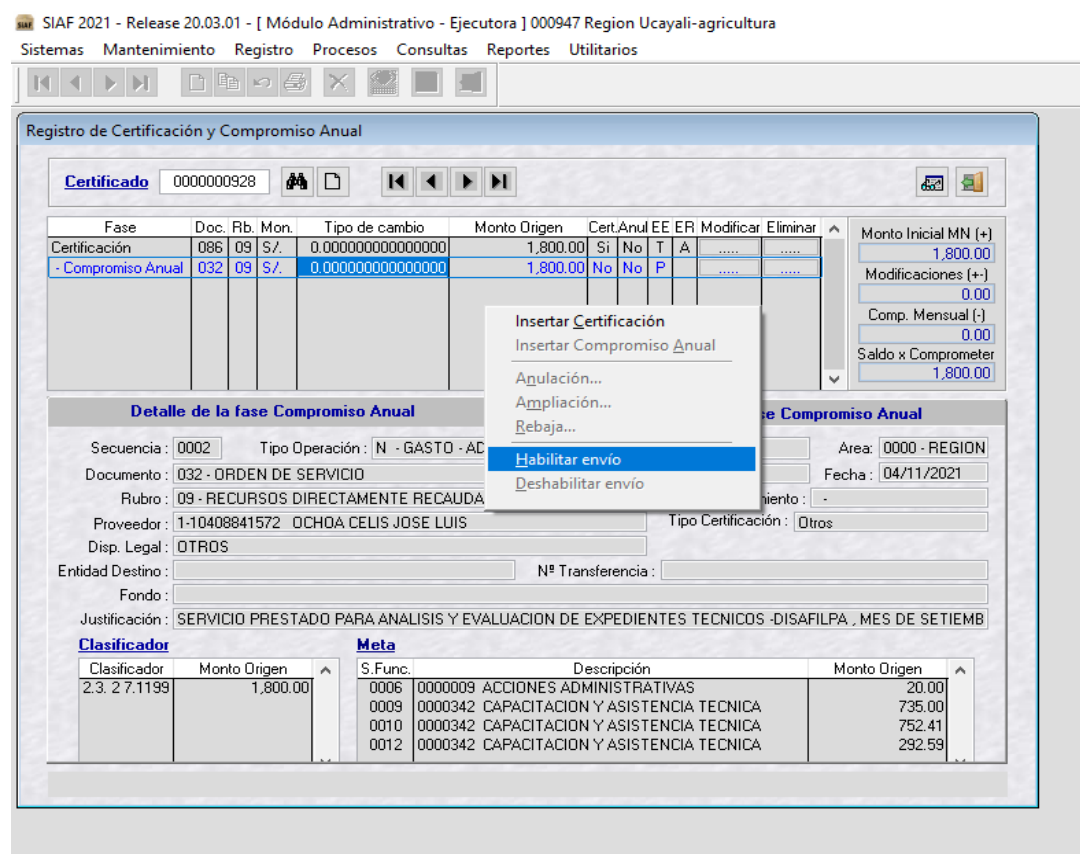 SIAF 2021 - Release 20.03.01 - [ Módulo Administrativo - Ejecutora ] 000947 Region Ucayali-agricultura
Sistemas Mantenimiento Registro Procesos Consultas Reportes Utilitarios
Registro de Certificación y Compromiso Anual
Certificado 0000000928
Fase Doc. Rb. Mon. Tipo de cambio Monto Origen Cert. Anul EE ER Modificar Eliminar
Certificación 086 09 S/. 0.000000000000000 1,800.00 Si No T A ..... .....
- Compromiso Anual 032 09 S/. 0.000000000000000 1,800.00 No No P ..... .....
Monto Inicial MN (+)
1,800.00
Modificaciones (+-)
0.00
Comp. Mensual (-)
0.00
Saldo x Comprometer
1,800.00
Insertar Certificación
Insertar Compromiso Anual
Anulación...
Ampliación...
Rebaja...
Habilitar envío
Deshabilitar envío
Detalle de la fase Compromiso Anual
Compromiso Anual
Secuencia : 0002 Tipo Operación : N - GASTO - AD Area: 0000 - REGION
Documento : 032 - ORDEN DE SERVICIO Fecha : 04/11/2021
Rubro : 09 - RECURSOS DIRECTAMENTE RECAUDA -
Proveedor : 1-10408841572 OCHOA CELIS JOSE LUIS Tipo Certificación : Otros
Disp. Legal : OTROS
Entidad Destino : Nº Transferencia :
Fondo :
Justificación : SERVICIO PRESTADO PARA ANALISIS Y EVALUACION DE EXPEDIENTES TECNICOS -DISAFILPA , MES DE SETIEMB
Clasificador Meta
Clasificador Monto Origen S.Func. Descripción Monto Origen
2.3. 2 7.1199 1,800.00 0006 0000009 ACCIONES ADMINISTRATIVAS 20.00
0009 0000342 CAPACITACION Y ASISTENCIA TECNICA 735.00
0010 0000342 CAPACITACION Y ASISTENCIA TECNICA 752.41
0012 0000342 CAPACITACION Y ASISTENCIA TECNICA 292.59